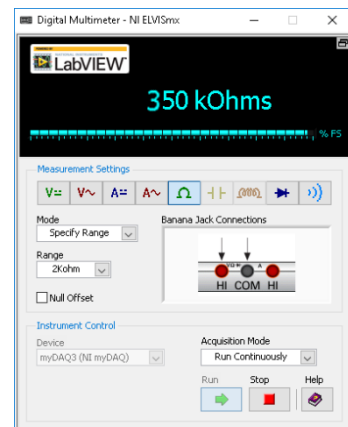 Digital Multimeter - NI ELVISmx
LabVIEW
350 kOhms
% FS
Measurement Settings
V= V~ A= A~ Ω
Mode
Specify Range
Banana Jack Connections
HI COM HI
Range
2Kohm
Null Offset
Instrument Control
Device
myDAQ3 (NI myDAQ)
Acquisition Mode
Run Continuously
Run Stop Help